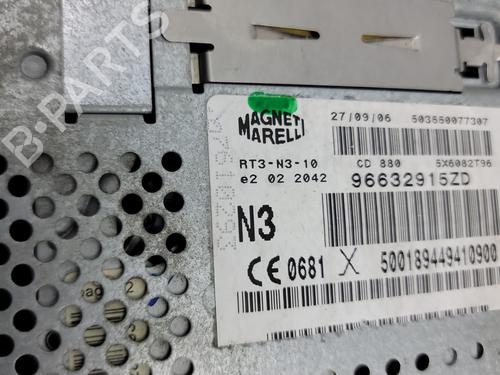 B-PARTS
MAGNETI
MARELLI
27/09/06 503650077307
RT3-N3-10 CD 880 5X6082T96
e2 02 2042 96632915ZD
N3
CE 0681 X 500189449410900